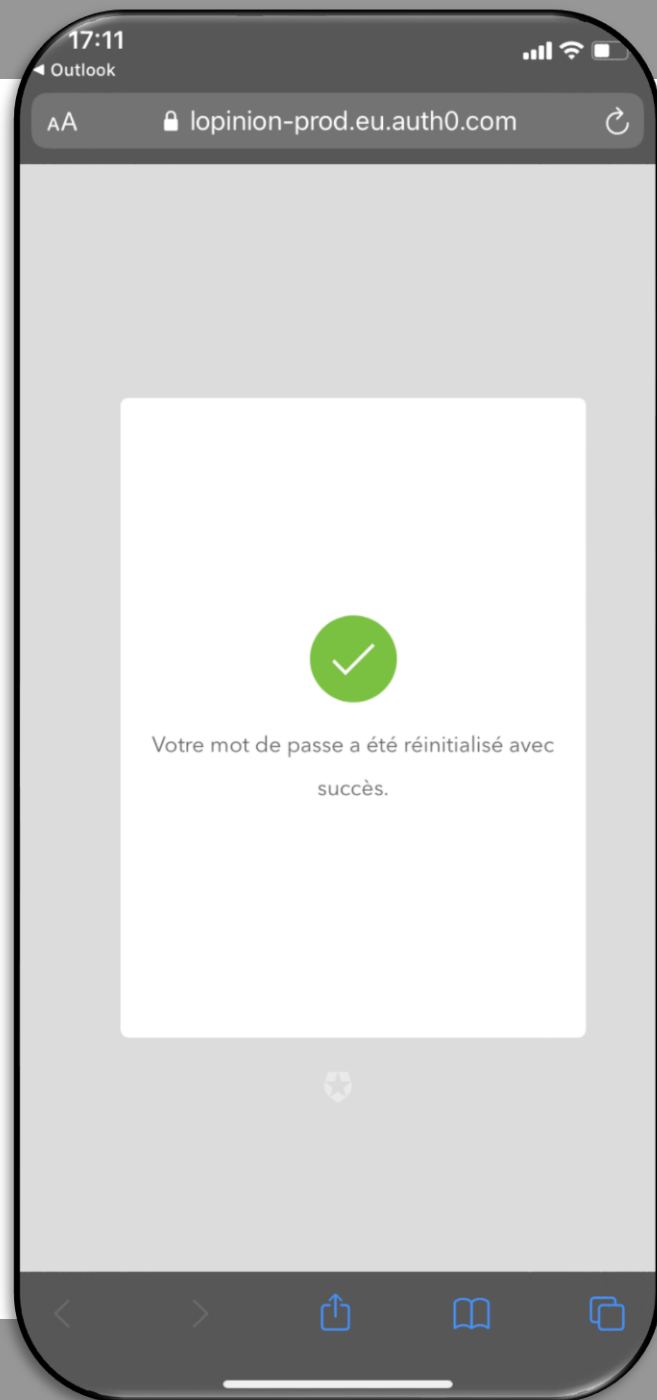 17:11
◄ Outlook
AA
lopinion-prod.eu.auth0.com
Votre mot de passe a été réinitialisé avec
succès.